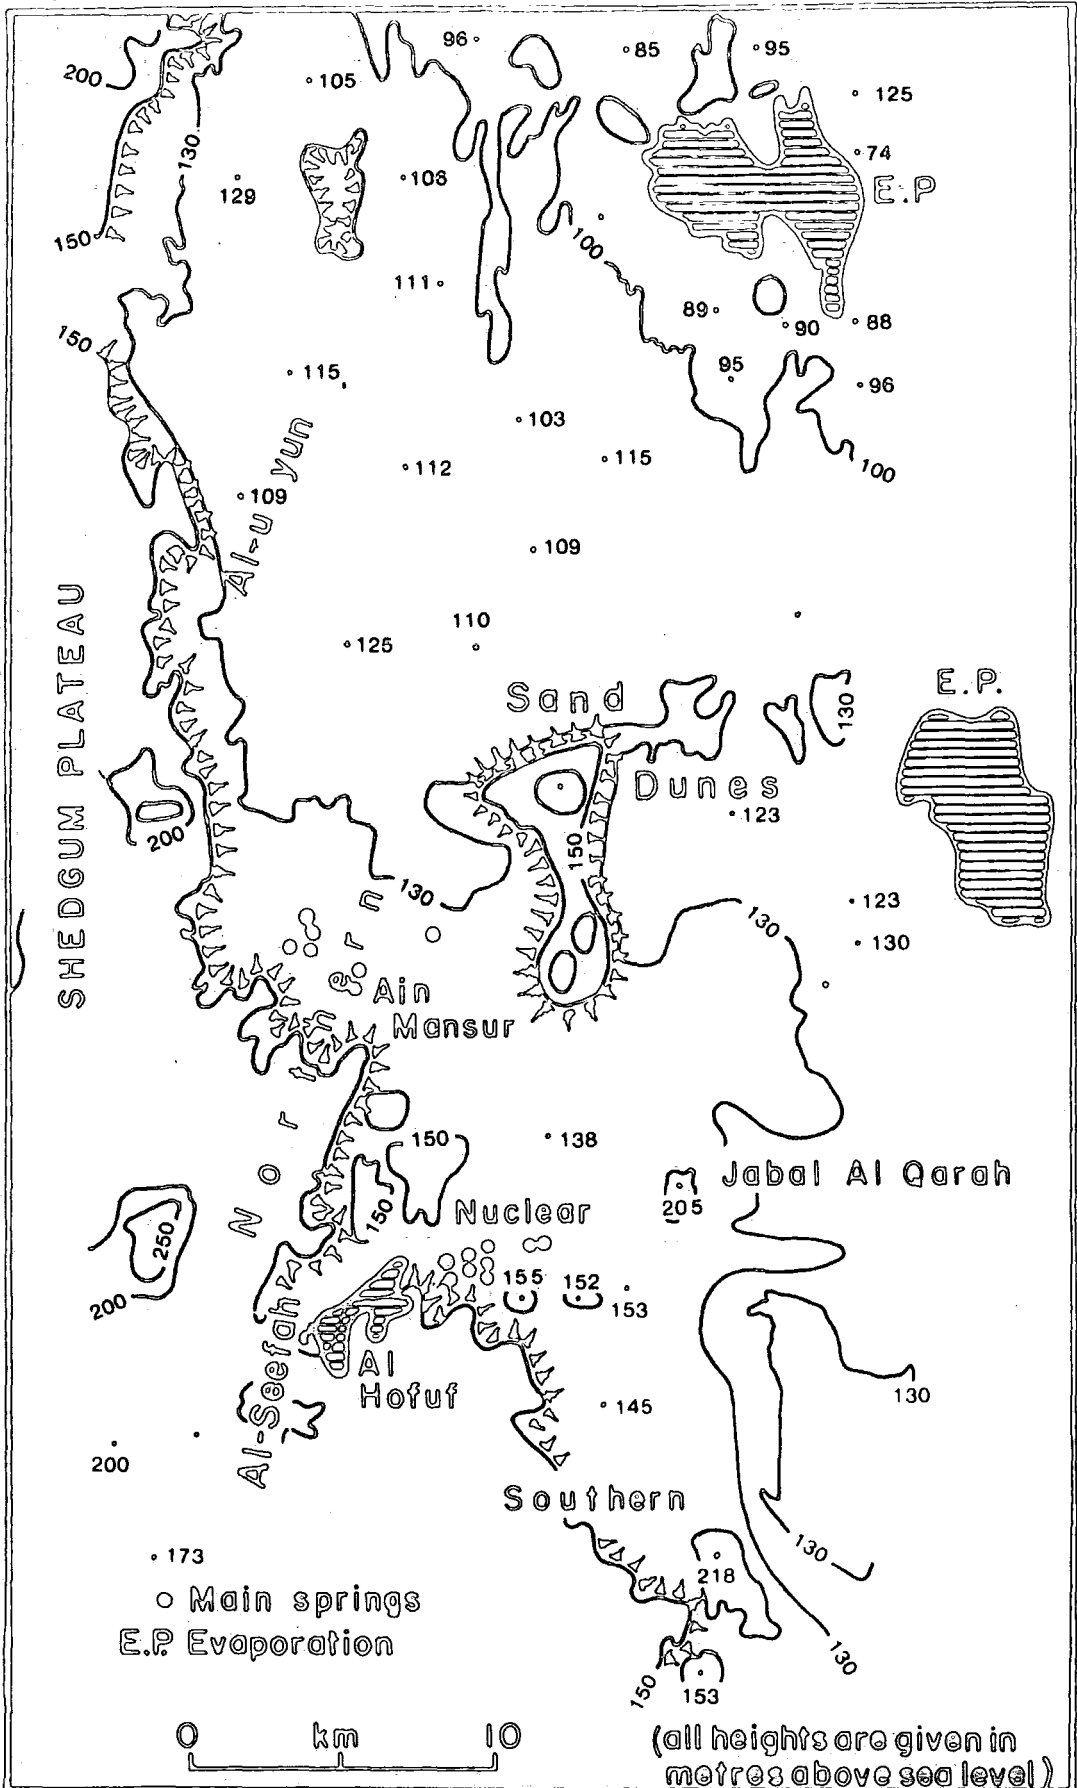 96
85
95
200
105
125
130
74
129
108
E.P
150
100
111
89
90
88
150
115
95
96
103
112
115
100
109
Al-u yun
109
110
125
SHEDGUM PLATEAU
Sand
E.P.
130
Dunes
123
200
150
130
123
130
130
Ain
Mansur
Northern
150
138
Jabal Al Qarah
205
150
Nuclear
250
200
155
152
153
Al-Seefah
Al
Hofuf
130
145
200
Southern
130
173
218
Main springs
E.P. Evaporation
130
150
153
0 km 10
(all heights are given in
metres above sea level)